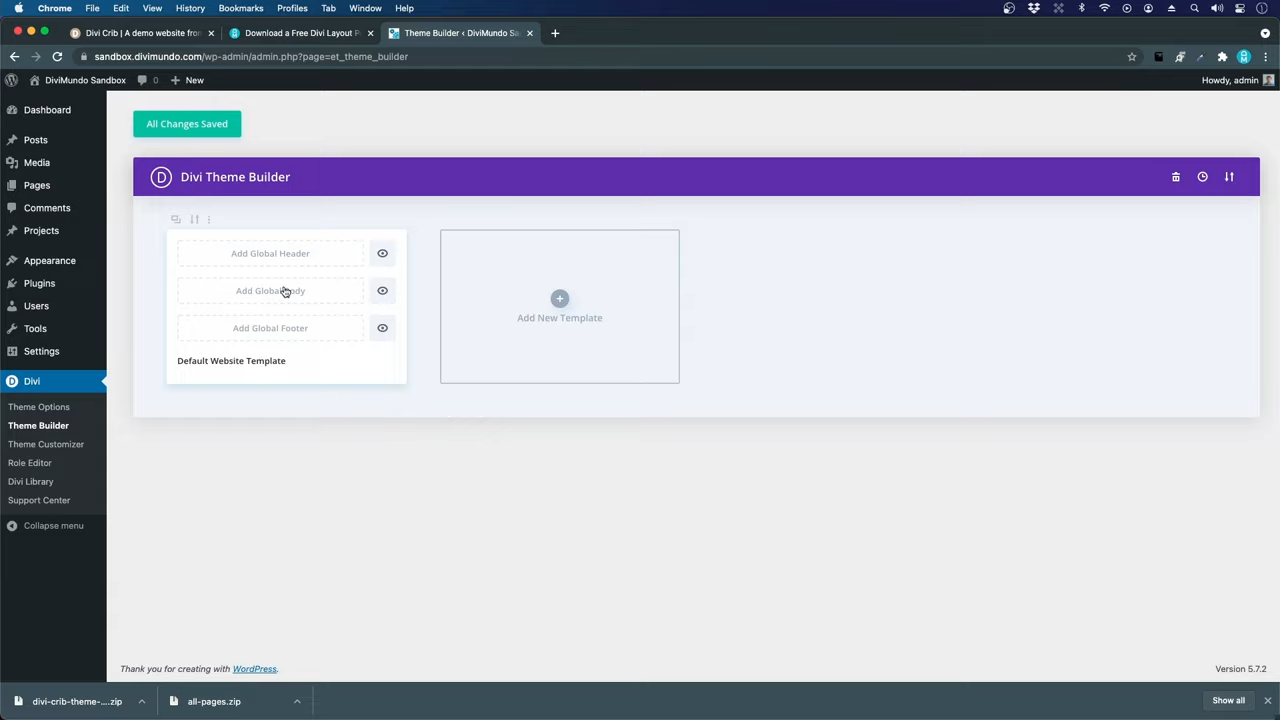 Chrome File Edit View History Bookmarks Profiles Tab Window Help
Divi Crib | A demo website from
Download a Free Divi Layout P
Theme Builder ‹ DiviMundo Sa
sandbox.divimundo.com/wp-admin/admin.php?page=et_theme_builder
DiviMundo Sandbox 0 + New Howdy, admin
Dashboard
Posts
Media
Pages
Comments
Projects
Appearance
Plugins
Users
Tools
Settings
Divi
Theme Options
Theme Builder
Theme Customizer
Role Editor
Divi Library
Support Center
Collapse menu
All Changes Saved
D Divi Theme Builder
Add Global Header
Add Global
Add Global Footer
Default Website Template
Add New Template
Thank you for creating with WordPress. Version 5.7.2
divi-crib-theme-....zip
all-pages.zip
Show all